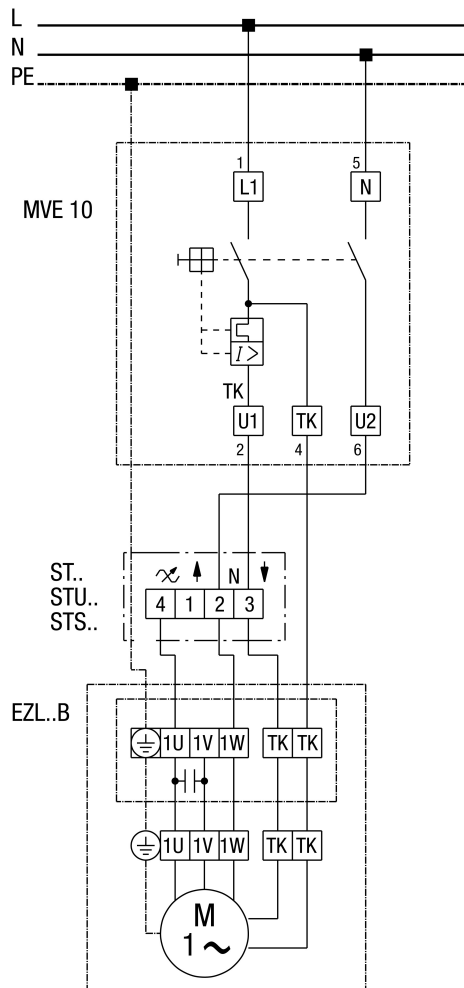 L
N
PE
1 5
L1 N
MVE 10
I >
TK
U1 TK U2
2 4 6
ST..
STU..
STS..
N
4 1 2 3
EZL..B
1U 1V 1W TK TK
1U 1V 1W TK TK
M
1 ~